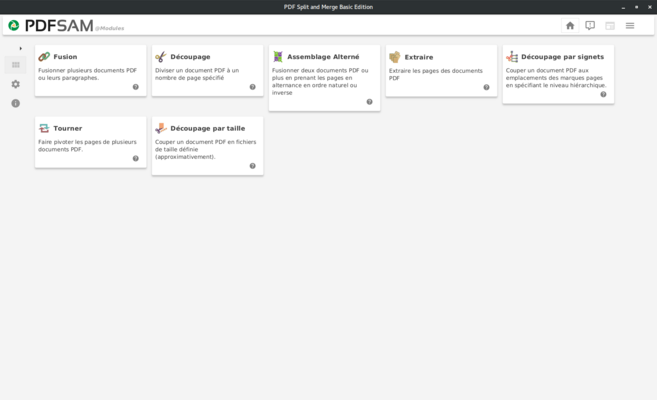 PDF Split and Merge Basic Edition
PDFSAM @Modules
Fusion
Fusionner plusieurs documents PDF
ou leurs paragraphes.
Découpage
Diviser un document PDF à un
nombre de page spécifié
Assemblage Alterné
Fusionner deux documents PDF ou
plus en prenant les pages en
alternance en ordre naturel ou
inverse
Extraire
Extraire les pages des documents
PDF
Découpage par signets
Couper un document PDF aux
emplacements des marques pages
en spécifiant le niveau hiérarchique.
Tourner
Faire pivoter les pages de plusieurs
documents PDF.
Découpage par taille
Couper un document PDF en fichiers
de taille définie
(approximativement).